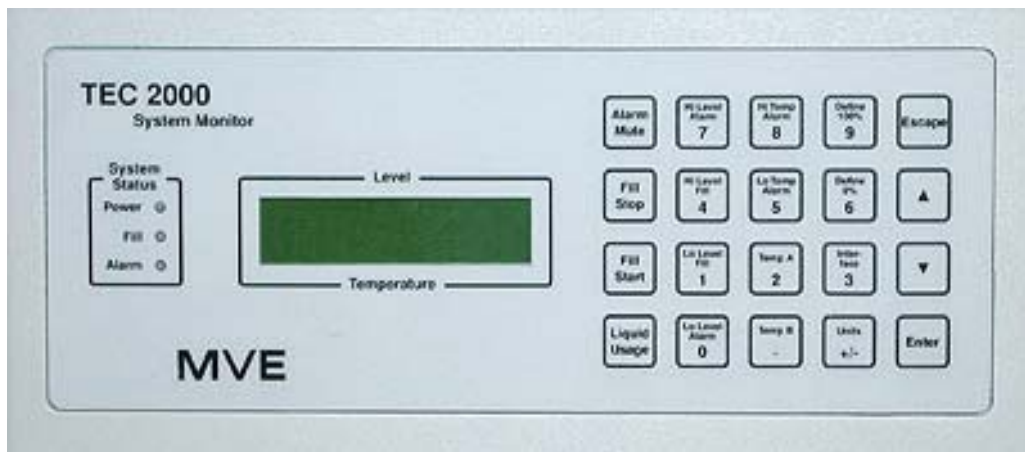 TEC 2000
System Monitor
System
Status
Power
Fill
Alarm
Level
Temperature
MVE
Alarm
Mute
Hi Level
Alarm
7
Hi Temp
Alarm
8
Define
100%
9
Escape
Fill
Stop
Hi Level
Fill
4
Lo Temp
Alarm
5
Define
0%
6
▲
Fill
Start
Lo Level
Fill
1
Temp A
2
Inter-
face
3
▼
Liquid
Usage
Lo Level
Alarm
0
Temp B
.
Units
+/-
Enter